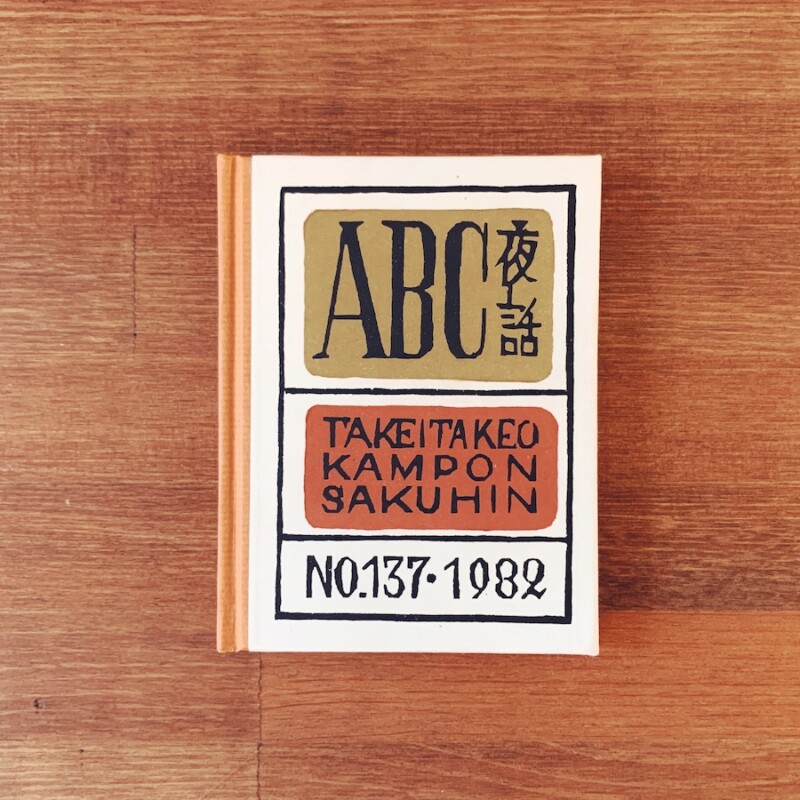 ABC夜話
TAKEI TAKEO
KAMPON
SAKUHIN
NO.137・1982